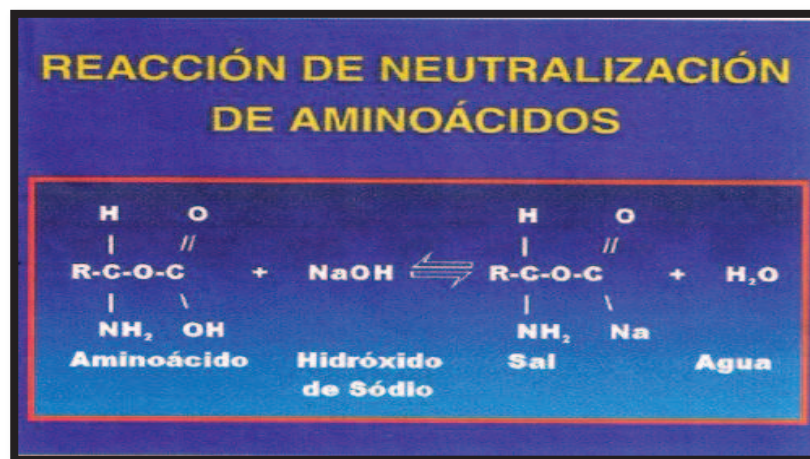 REACCIÓN DE NEUTRALIZACIÓN
DE AMINOÁCIDOS
H O H O
| // | //
R-C-O-C + NaOH ⇌ R-C-O-C + H₂O
| \ | \
NH₂ OH NH₂ Na
Aminoácido Hidróxido Sal Agua
de Sódio